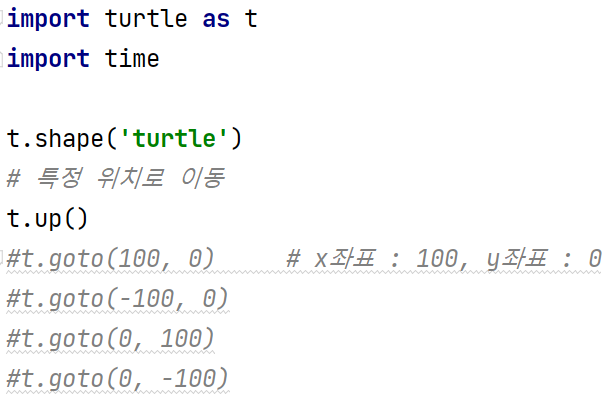 import turtle as t
import time
t.shape('turtle')
# 특정 위치로 이동
t.up()
#t.goto(100, 0)     # x좌표 : 100, y좌표 : 0
#t.goto(-100, 0)
#t.goto(0, 100)
#t.goto(0, -100)